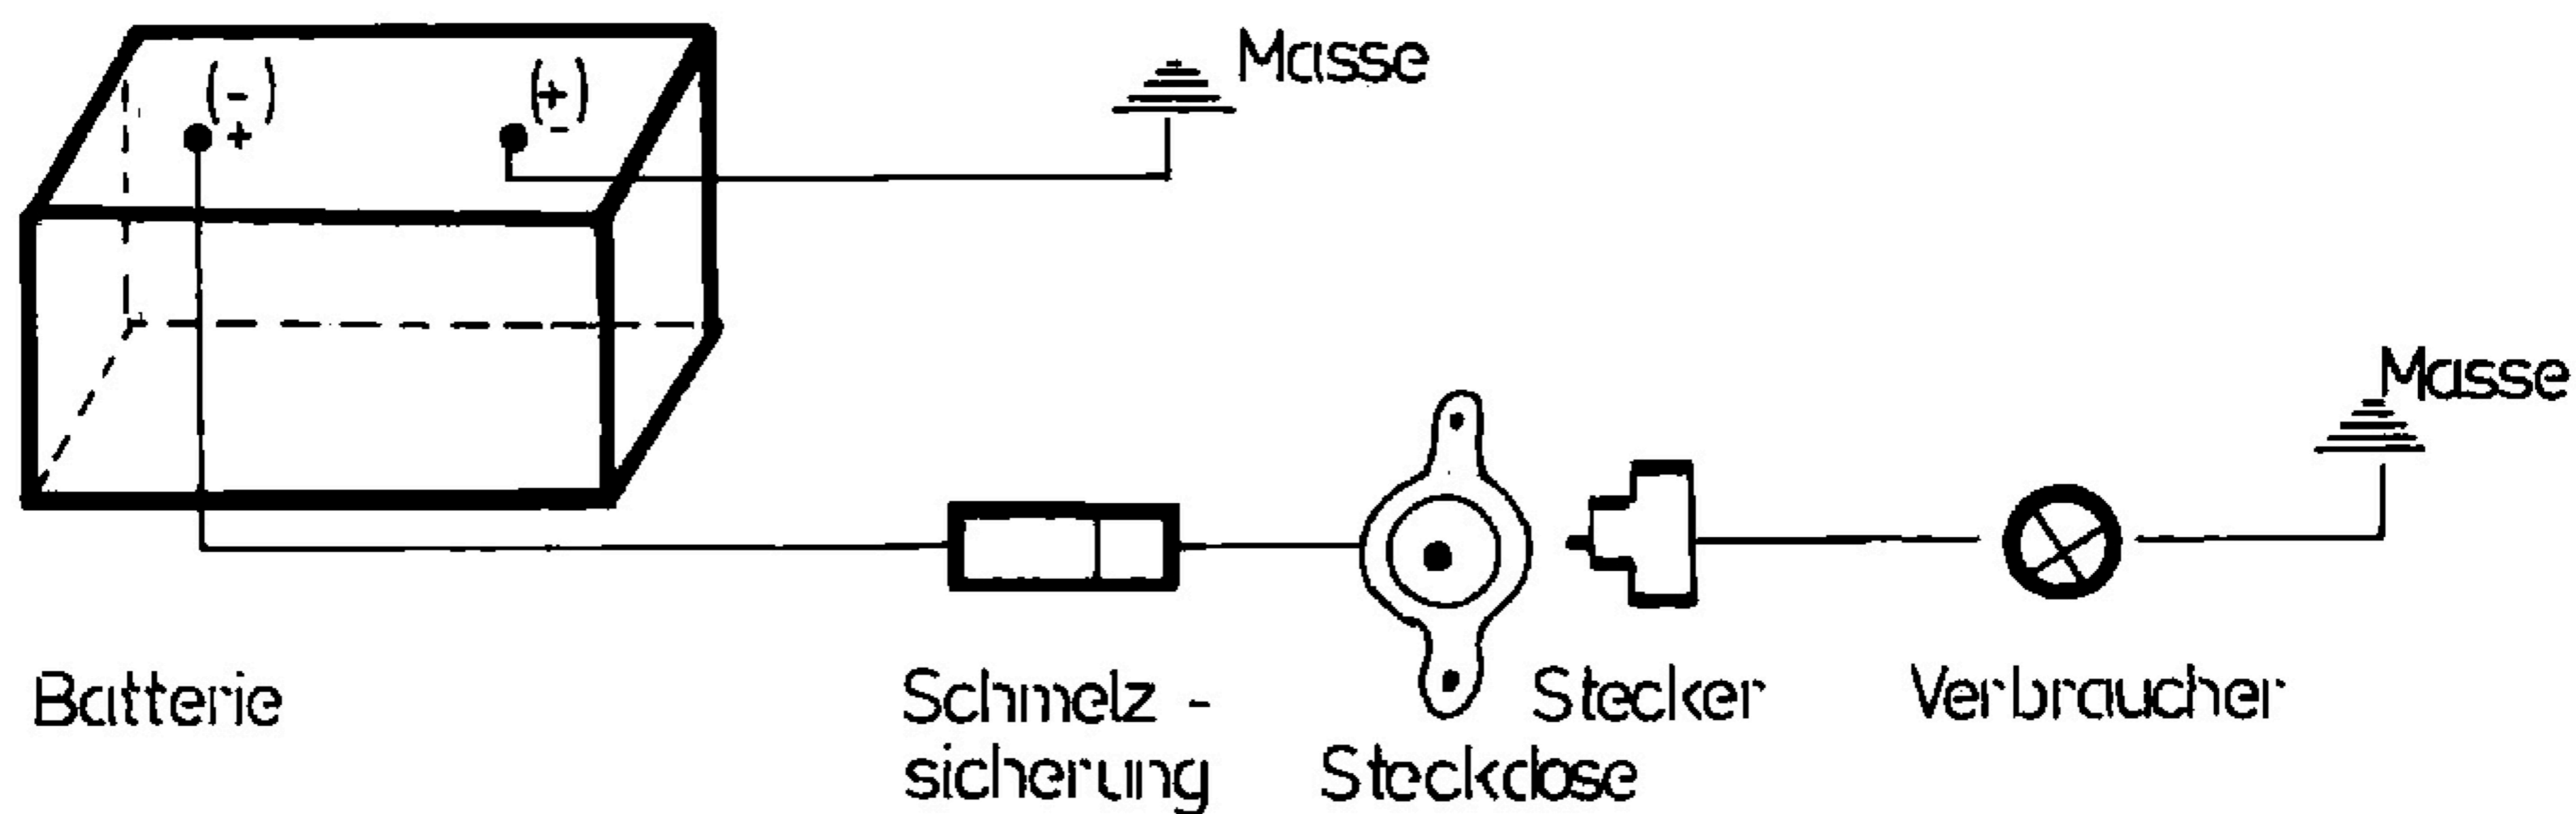 (-)
+
(+)
-
Masse
Masse
Batterie
Schmelz -
sicherung
Steckdose
Stecker
Verbraucher